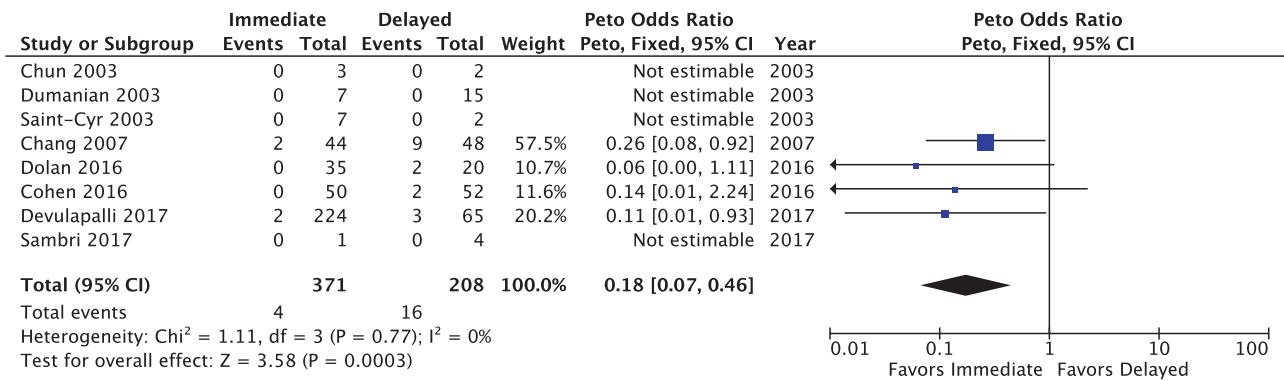 Immediate Delayed Peto Odds Ratio Peto Odds Ratio
Study or Subgroup Events Total Events Total Weight Peto, Fixed, 95% CI Year Peto, Fixed, 95% CI
Chun 2003 0 3 0 2 Not estimable 2003
Dumanian 2003 0 7 0 15 Not estimable 2003
Saint-Cyr 2003 0 7 0 2 Not estimable 2003
Chang 2007 2 44 9 48 57.5% 0.26 [0.08, 0.92] 2007
Dolan 2016 0 35 2 20 10.7% 0.06 [0.00, 1.11] 2016
Cohen 2016 0 50 2 52 11.6% 0.14 [0.01, 2.24] 2016
Devulapalli 2017 2 224 3 65 20.2% 0.11 [0.01, 0.93] 2017
Sambri 2017 0 1 0 4 Not estimable 2017
Total (95% CI) 371 208 100.0% 0.18 [0.07, 0.46]
Total events 4 16
Heterogeneity: Chi² = 1.11, df = 3 (P = 0.77); I² = 0%
Test for overall effect: Z = 3.58 (P = 0.0003)
0.01 0.1 1 10 100
Favors Immediate Favors Delayed